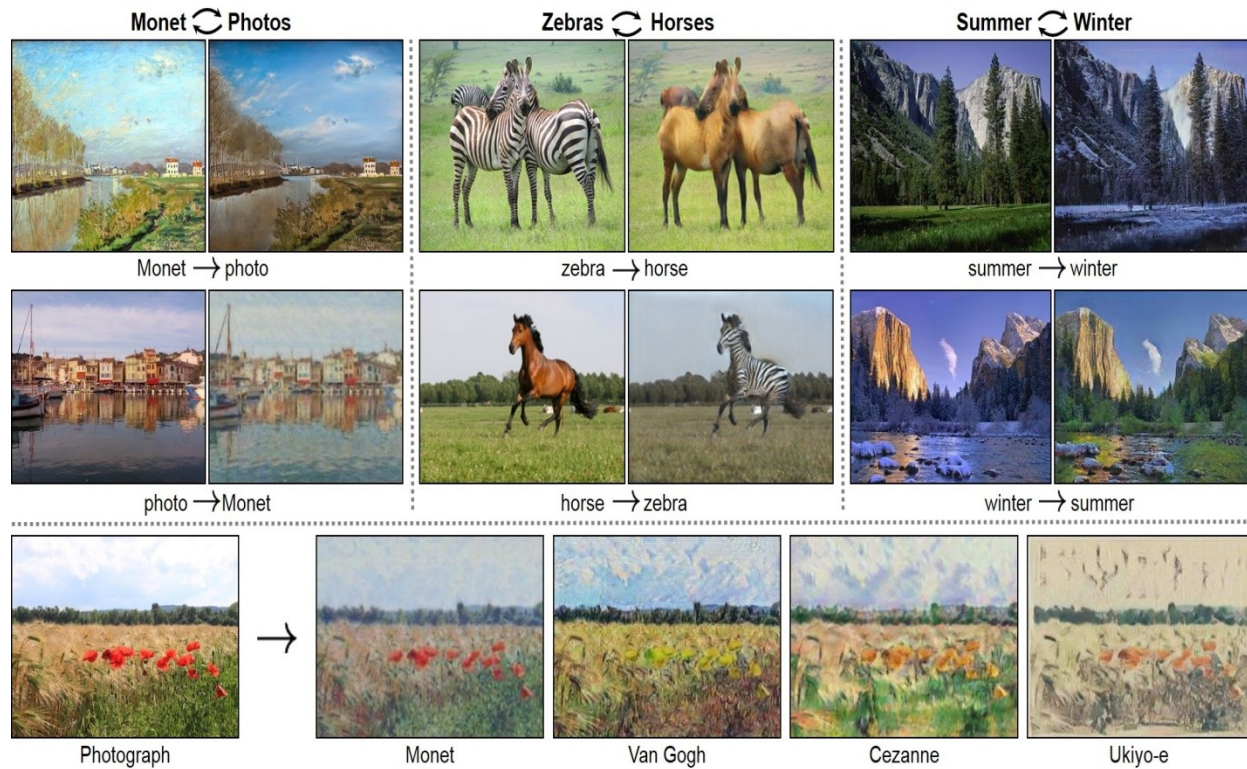 Monet Photos
Zebras Horses
Summer Winter
Monet → photo
zebra → horse
summer → winter
photo → Monet
horse → zebra
winter → summer
Photograph
Monet
Van Gogh
Cezanne
Ukiyo-e